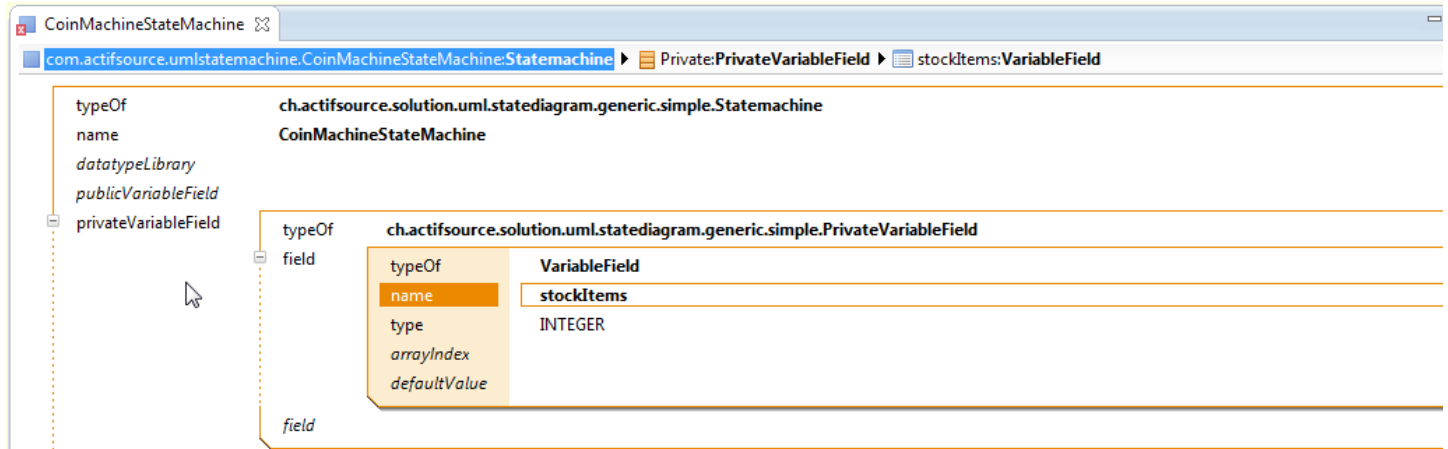 CoinMachineStateMachine
com.actifsource.umlstatemachine.CoinMachineStateMachine:Statemachine Private:PrivateVariableField stockItems:VariableField
typeOf ch.actifsource.solution.uml.statediagram.generic.simple.Statemachine
name CoinMachineStateMachine
datatypeLibrary
publicVariableField
privateVariableField
typeOf ch.actifsource.solution.uml.statediagram.generic.simple.PrivateVariableField
field
typeOf VariableField
name stockItems
type INTEGER
arrayIndex
defaultValue
field